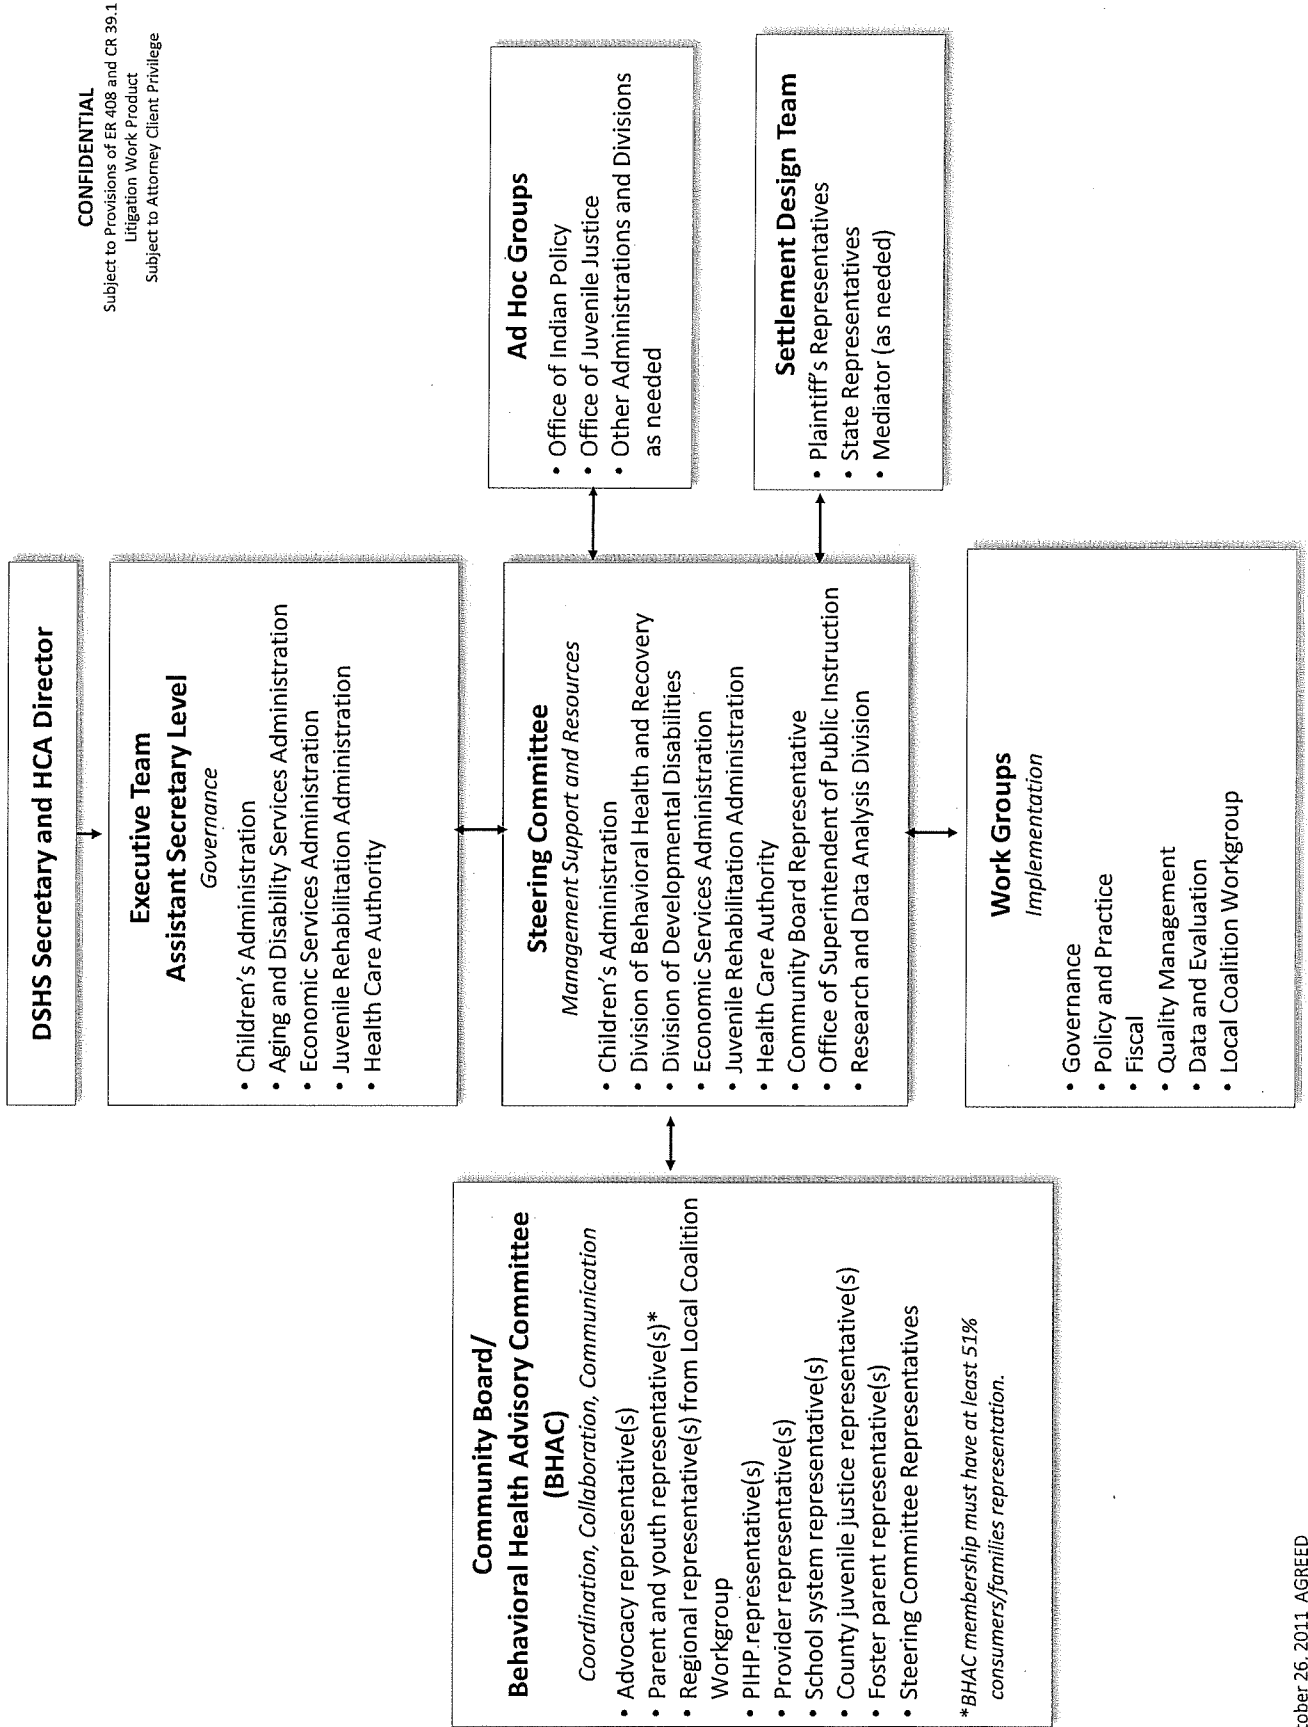 CONFIDENTIAL
Subject to Provisions of ER 408 and CR 39.1
Litigation Work Product
Subject to Attorney Client Privilege
DSHS Secretary and HCA Director
Executive Team
Assistant Secretary Level
Governance
• Children's Administration
• Aging and Disability Services Administration
• Economic Services Administration
• Juvenile Rehabilitation Administration
• Health Care Authority
Community Board/
Behavioral Health Advisory Committee
(BHAC)
Coordination, Collaboration, Communication
• Advocacy representative(s)
• Parent and youth representative(s)*
• Regional representative(s) from Local Coalition
Workgroup
• PIHP representative(s)
• Provider representative(s)
• School system representative(s)
• County juvenile justice representative(s)
• Foster parent representative(s)
• Steering Committee Representatives
*BHAC membership must have at least 51%
consumers/families representation.
Steering Committee
Management Support and Resources
• Children's Administration
• Division of Behavioral Health and Recovery
• Division of Developmental Disabilities
• Economic Services Administration
• Juvenile Rehabilitation Administration
• Health Care Authority
• Community Board Representative
• Office of Superintendent of Public Instruction
• Research and Data Analysis Division
Ad Hoc Groups
• Office of Indian Policy
• Office of Juvenile Justice
• Other Administrations and Divisions
as needed
Settlement Design Team
• Plaintiff's Representatives
• State Representatives
• Mediator (as needed)
Work Groups
Implementation
• Governance
• Policy and Practice
• Fiscal
• Quality Management
• Data and Evaluation
• Local Coalition Workgroup
26, 2011 AGREED